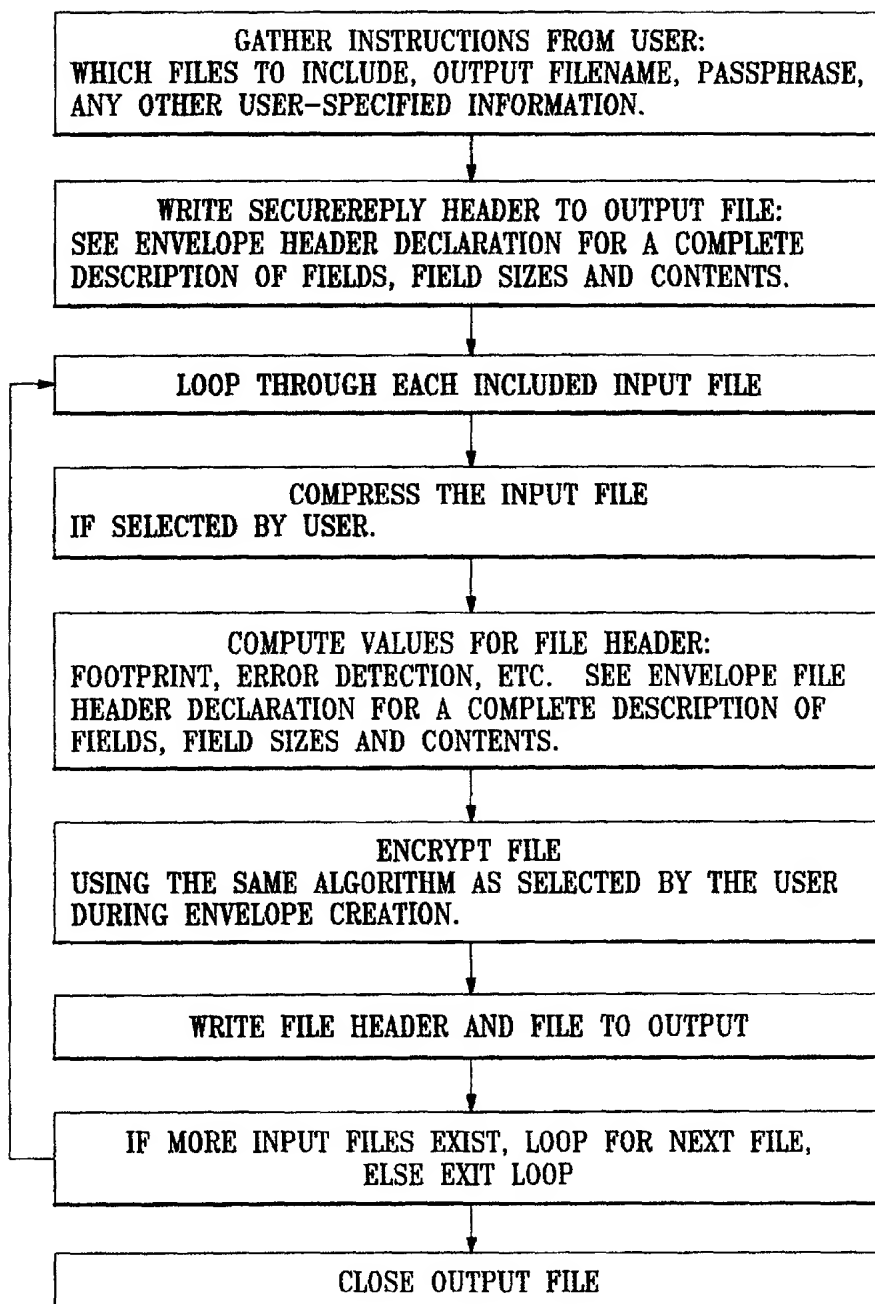 GATHER INSTRUCTIONS FROM USER:
WHICH FILES TO INCLUDE, OUTPUT FILENAME, PASSPHRASE,
ANY OTHER USER-SPECIFIED INFORMATION.
WRITE SECUREREPLY HEADER TO OUTPUT FILE:
SEE ENVELOPE HEADER DECLARATION FOR A COMPLETE
DESCRIPTION OF FIELDS, FIELD SIZES AND CONTENTS.
LOOP THROUGH EACH INCLUDED INPUT FILE
COMPRESS THE INPUT FILE
IF SELECTED BY USER.
COMPUTE VALUES FOR FILE HEADER:
FOOTPRINT, ERROR DETECTION, ETC. SEE ENVELOPE FILE
HEADER DECLARATION FOR A COMPLETE DESCRIPTION OF
FIELDS, FIELD SIZES AND CONTENTS.
ENCRYPT FILE
USING THE SAME ALGORITHM AS SELECTED BY THE USER
DURING ENVELOPE CREATION.
WRITE FILE HEADER AND FILE TO OUTPUT
IF MORE INPUT FILES EXIST, LOOP FOR NEXT FILE,
ELSE EXIT LOOP
CLOSE OUTPUT FILE